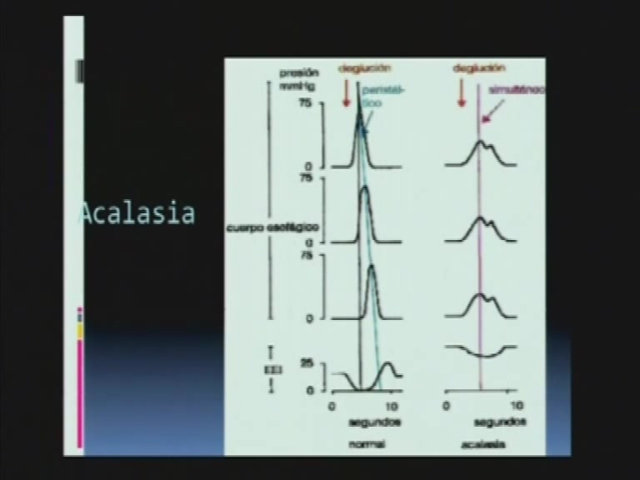 Acalasia
presión
mmHg
deglución
peristál-
tico
deglución
simultáneo
75
0
75
cuerpo esofágico
0
75
0
EEI
25
0
0 10
segundos
normal
0 10
segundos
acalasia